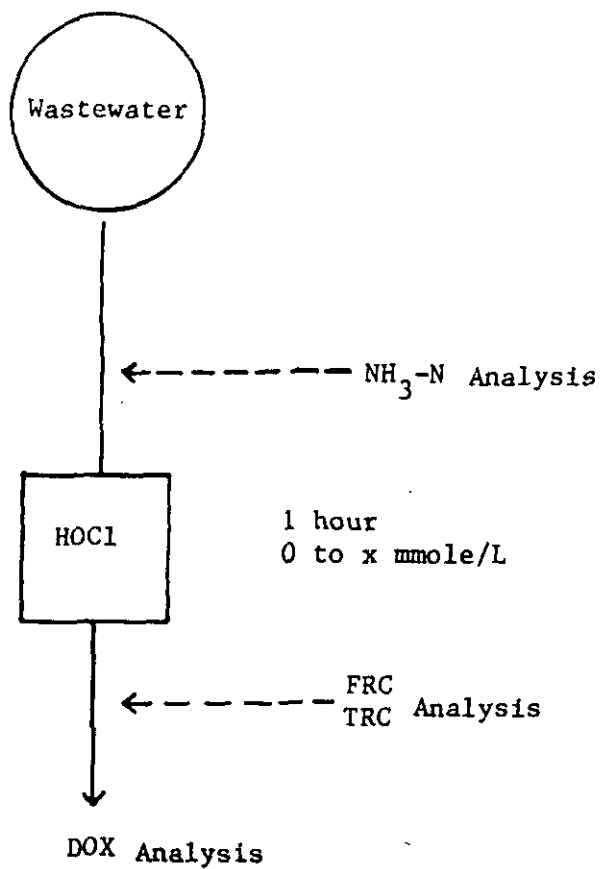 Wastewater
NH3-N Analysis
HOCl
1 hour
0 to x mmole/L
FRC
TRC Analysis
DOX Analysis